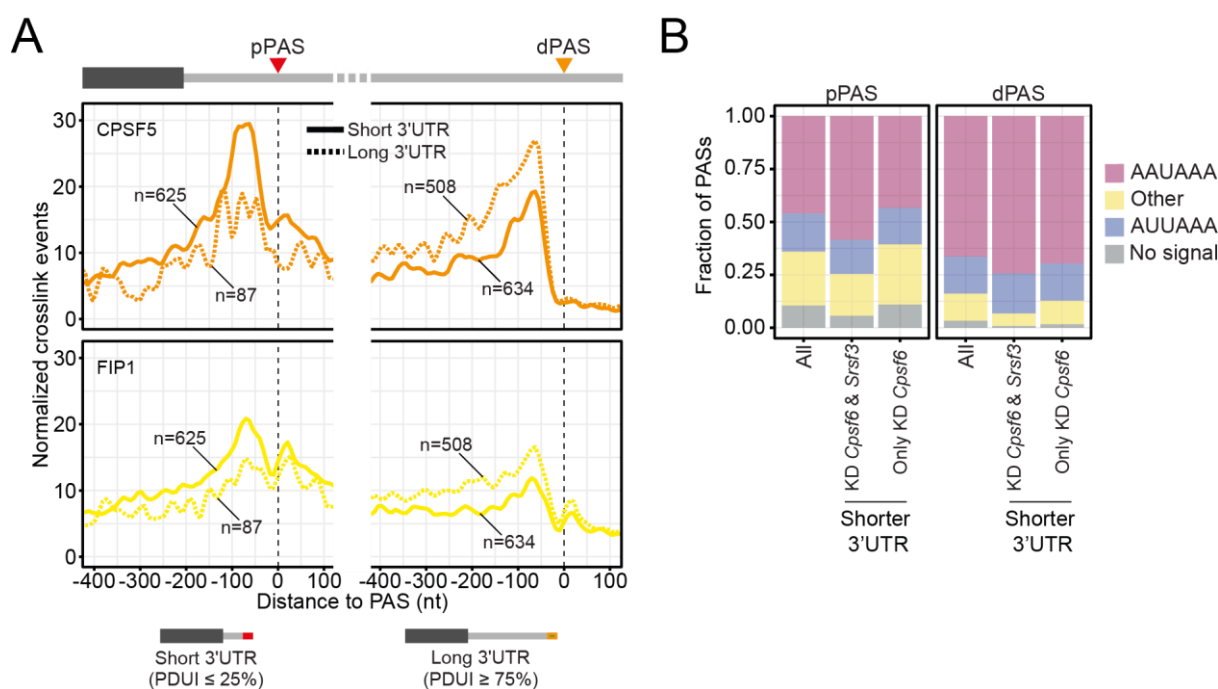 A
pPAS
dPAS
CPSF5
Short 3'UTR
Long 3'UTR
n=625
n=87
n=508
n=634
30
20
10
0
FIP1
n=625
n=87
n=508
n=634
30
20
10
0
Normalized crosslink events
-400 -300 -200 -100 0 100
-400 -300 -200 -100 0 100
Distance to PAS (nt)
Short 3'UTR
(PDUI ≤ 25%)
Long 3'UTR
(PDUI ≥ 75%)
B
pPAS
dPAS
1.00
0.75
0.50
0.25
0.00
Fraction of PASs
AAUAAA
Other
AUUAAA
No signal
All
KD Cpsf6 & Srsf3
Only KD Cpsf6
All
KD Cpsf6 & Srsf3
Only KD Cpsf6
Shorter
3'UTR
Shorter
3'UTR